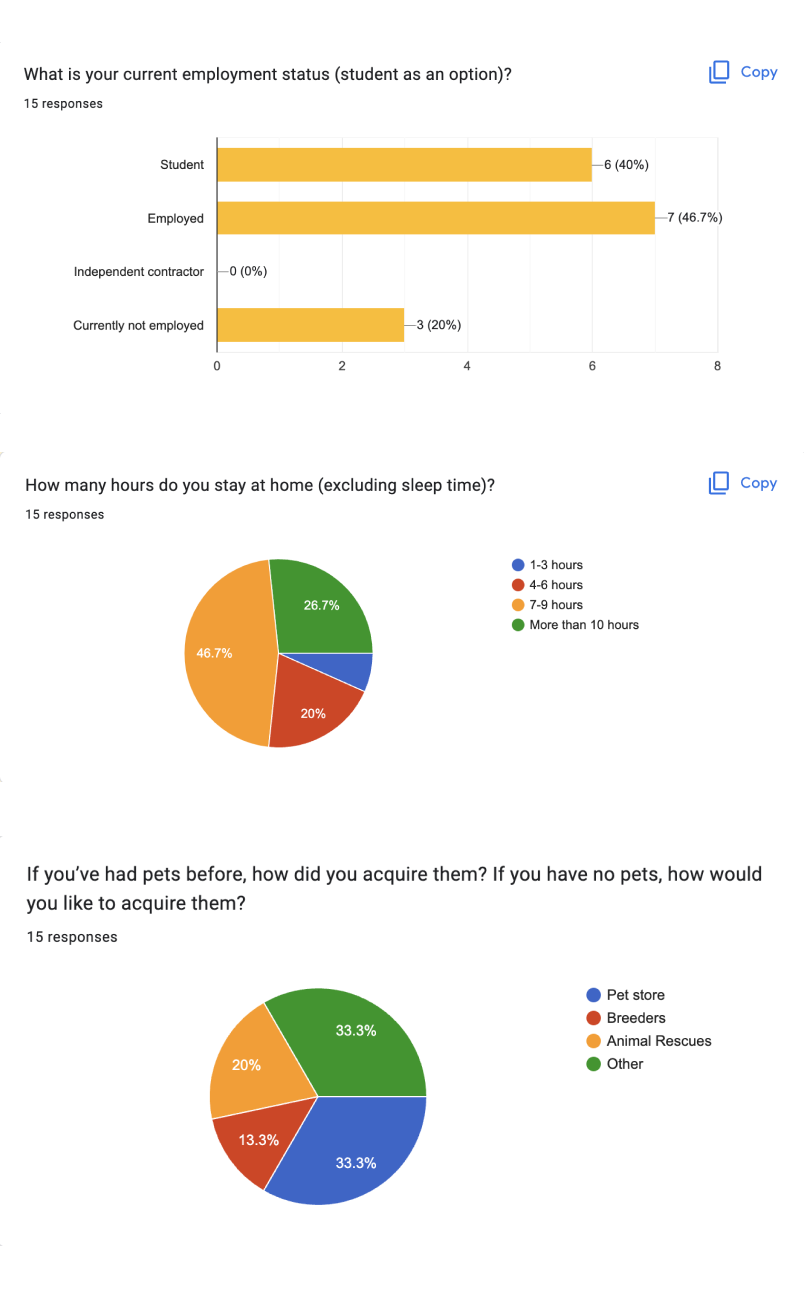 What is your current employment status (student as an option)?
Copy
15 responses
Student
6 (40%)
Employed
7 (46.7%)
Independent contractor
0 (0%)
Currently not employed
3 (20%)
0 2 4 6 8
How many hours do you stay at home (excluding sleep time)?
Copy
15 responses
1-3 hours
4-6 hours
7-9 hours
More than 10 hours
26.7%
46.7%
20%
If you’ve had pets before, how did you acquire them? If you have no pets, how would
you like to acquire them?
15 responses
Pet store
Breeders
Animal Rescues
Other
33.3%
20%
13.3%
33.3%